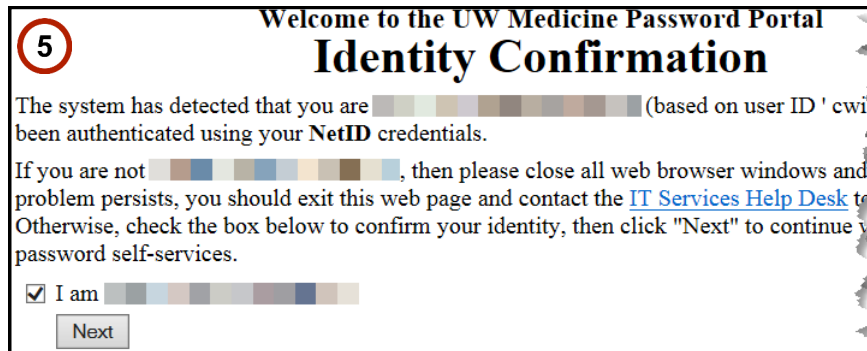 5
Welcome to the UW Medicine Password Portal
Identity Confirmation
The system has detected that you are (based on user ID ' cwi
been authenticated using your NetID credentials.
If you are not , then please close all web browser windows and
problem persists, you should exit this web page and contact the IT Services Help Desk to
Otherwise, check the box below to confirm your identity, then click "Next" to continue
password self-services.
I am
Next